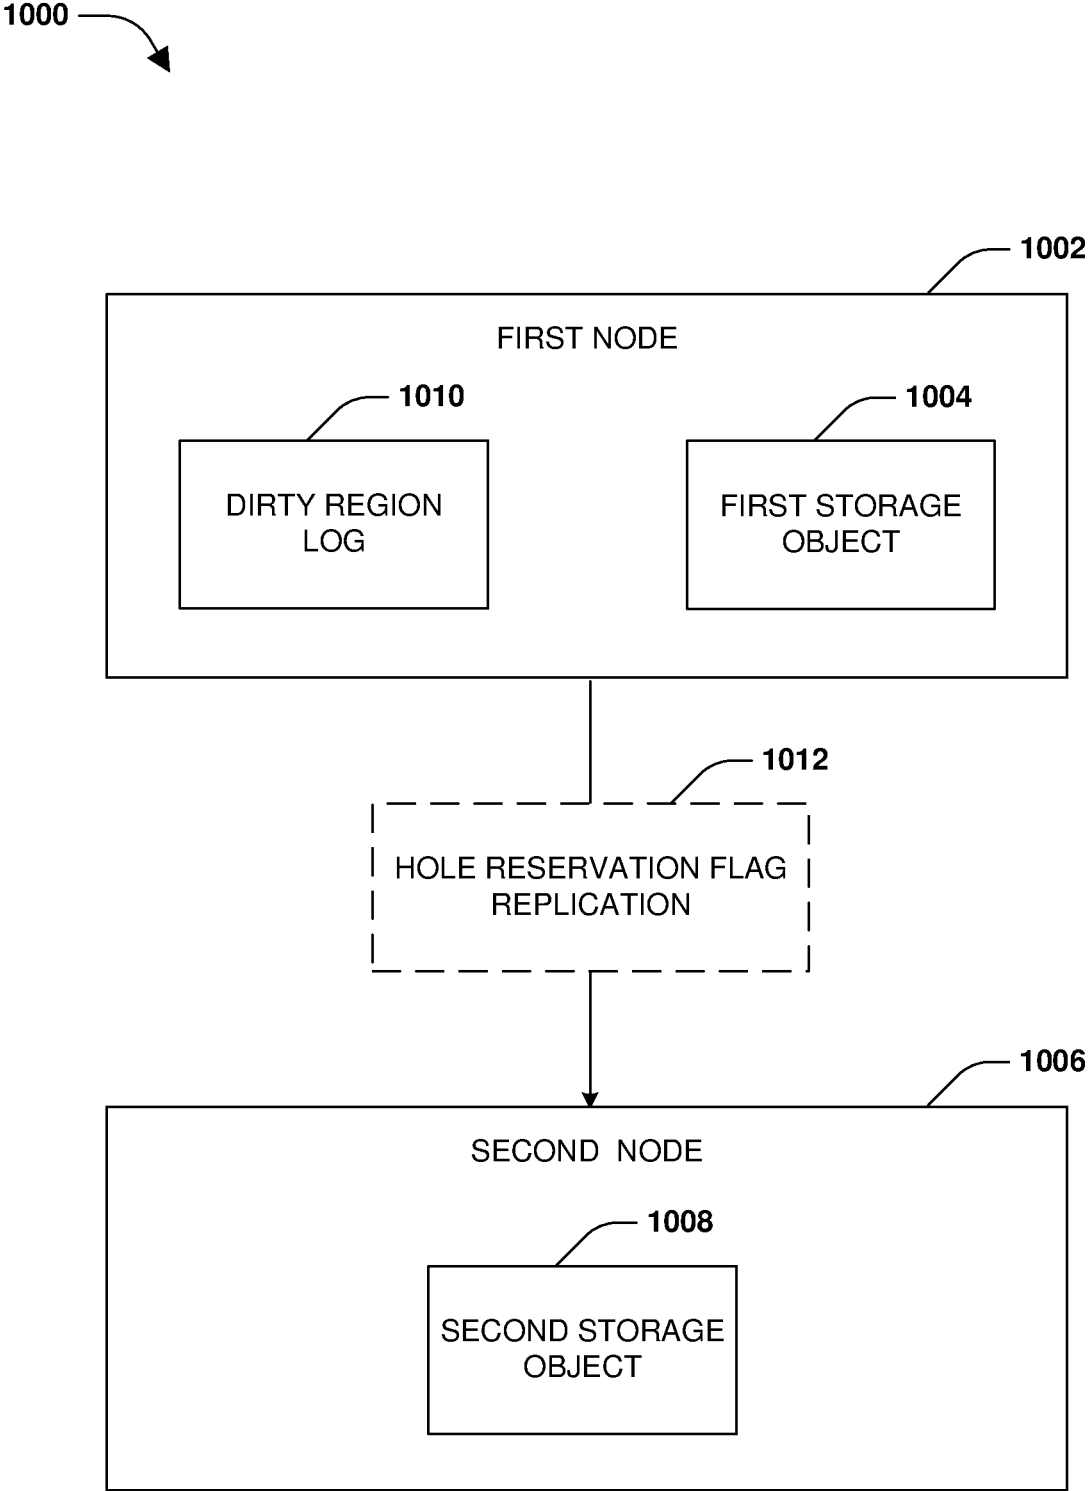 1000
1002
FIRST NODE
1010
1004
DIRTY REGION
LOG
FIRST STORAGE
OBJECT
1012
HOLE RESERVATION FLAG
REPLICATION
1006
SECOND NODE
1008
SECOND STORAGE
OBJECT